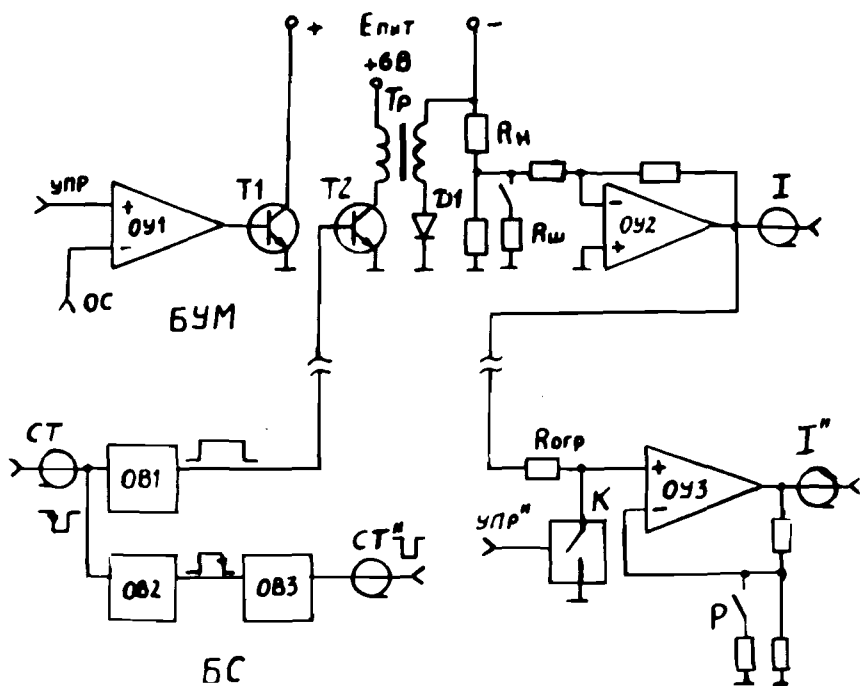 +
Eпит
-
+6В
Тр
Rн
УПР
+
ОУ1
-
Т1
Т2
D1
Rш
-
ОУ2
+
I
ОС
БУМ
СТ
ОВ1
Rогр
+
ОУ3
-
I"
УПР"
К
СТ"
ОВ2
ОВ3
Р
БС